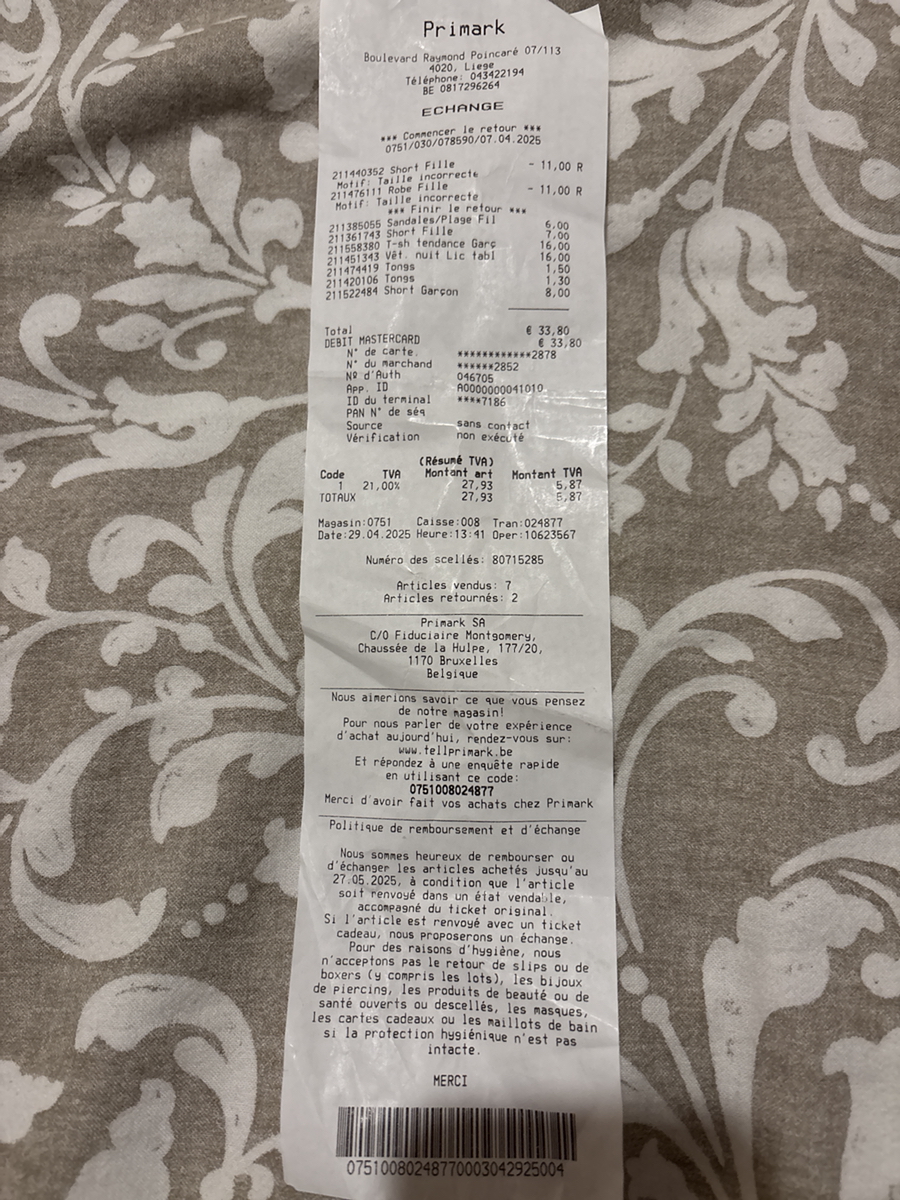 Primark
Boulevard Raymond Poincaré 07/113
4020, Liege
Téléphone: 043422194
BE 0817296264
ECHANGE
*** Commencer le retour ***
0751/030/078590/07.04.2025
211440352 Short Fille - 11,00 R
Motif: Taille incorrecte
211476111 Robe Fille - 11,00 R
Motif: Taille incorrecte
*** Finir le retour ***
211385055 Sandales/Plage Fil 6,00
211361743 Short Fille 7,00
211558380 T-sh tendance Garç 16,00
211451343 Vêt. nuit Lic tabl 16,00
211474419 Tongs 1,50
211420106 Tongs 1,30
211522484 Short Garçon 8,00
Total € 33,80
DEBIT MASTERCARD € 33,80
N° de carte. ************2878
N° du marchand ******2852
Nº d'Auth 046705
App. ID A0000000041010
ID du terminal ****7186
PAN N° de séq
Source sans contact
Vérification non exécuté
(Résumé TVA)
Code TVA Montant art Montant TVA
1 21,00% 27,93 5,87
TOTAUX 27,93 5,87
Magasin:0751 Caisse:008 Tran:024877
Date:29.04.2025 Heure:13:41 Oper:10623567
Numéro des scellés: 80715285
Articles vendus: 7
Articles retournés: 2
Primark SA
C/O Fiduciaire Montgomery,
Chaussée de la Hulpe, 177/20,
1170 Bruxelles
Belgique
Nous aimerions savoir ce que vous pensez
de notre magasin!
Pour nous parler de votre expérience
d'achat aujourd'hui, rendez-vous sur:
www.tellprimark.be
Et répondez à une enquête rapide
en utilisant ce code:
0751008024877
Merci d'avoir fait vos achats chez Primark
Politique de remboursement et d'échange
Nous sommes heureux de rembourser ou
d'échanger les articles achetés jusqu'au
27.05.2025, à condition que l'article
soit renvoyé dans un état vendable,
accompagné du ticket original.
Si l'article est renvoyé avec un ticket
cadeau, nous proposerons un échange.
Pour des raisons d'hygiène, nous
n'acceptons pas le retour de slips ou de
boxers (y compris les lots), les bijoux
de piercing, les produits de beauté ou de
santé ouverts ou descellés, les masques,
les cartes cadeaux ou les maillots de bain
si la protection hygiénique n'est pas
intacte.
MERCI
07510080248770003042925004